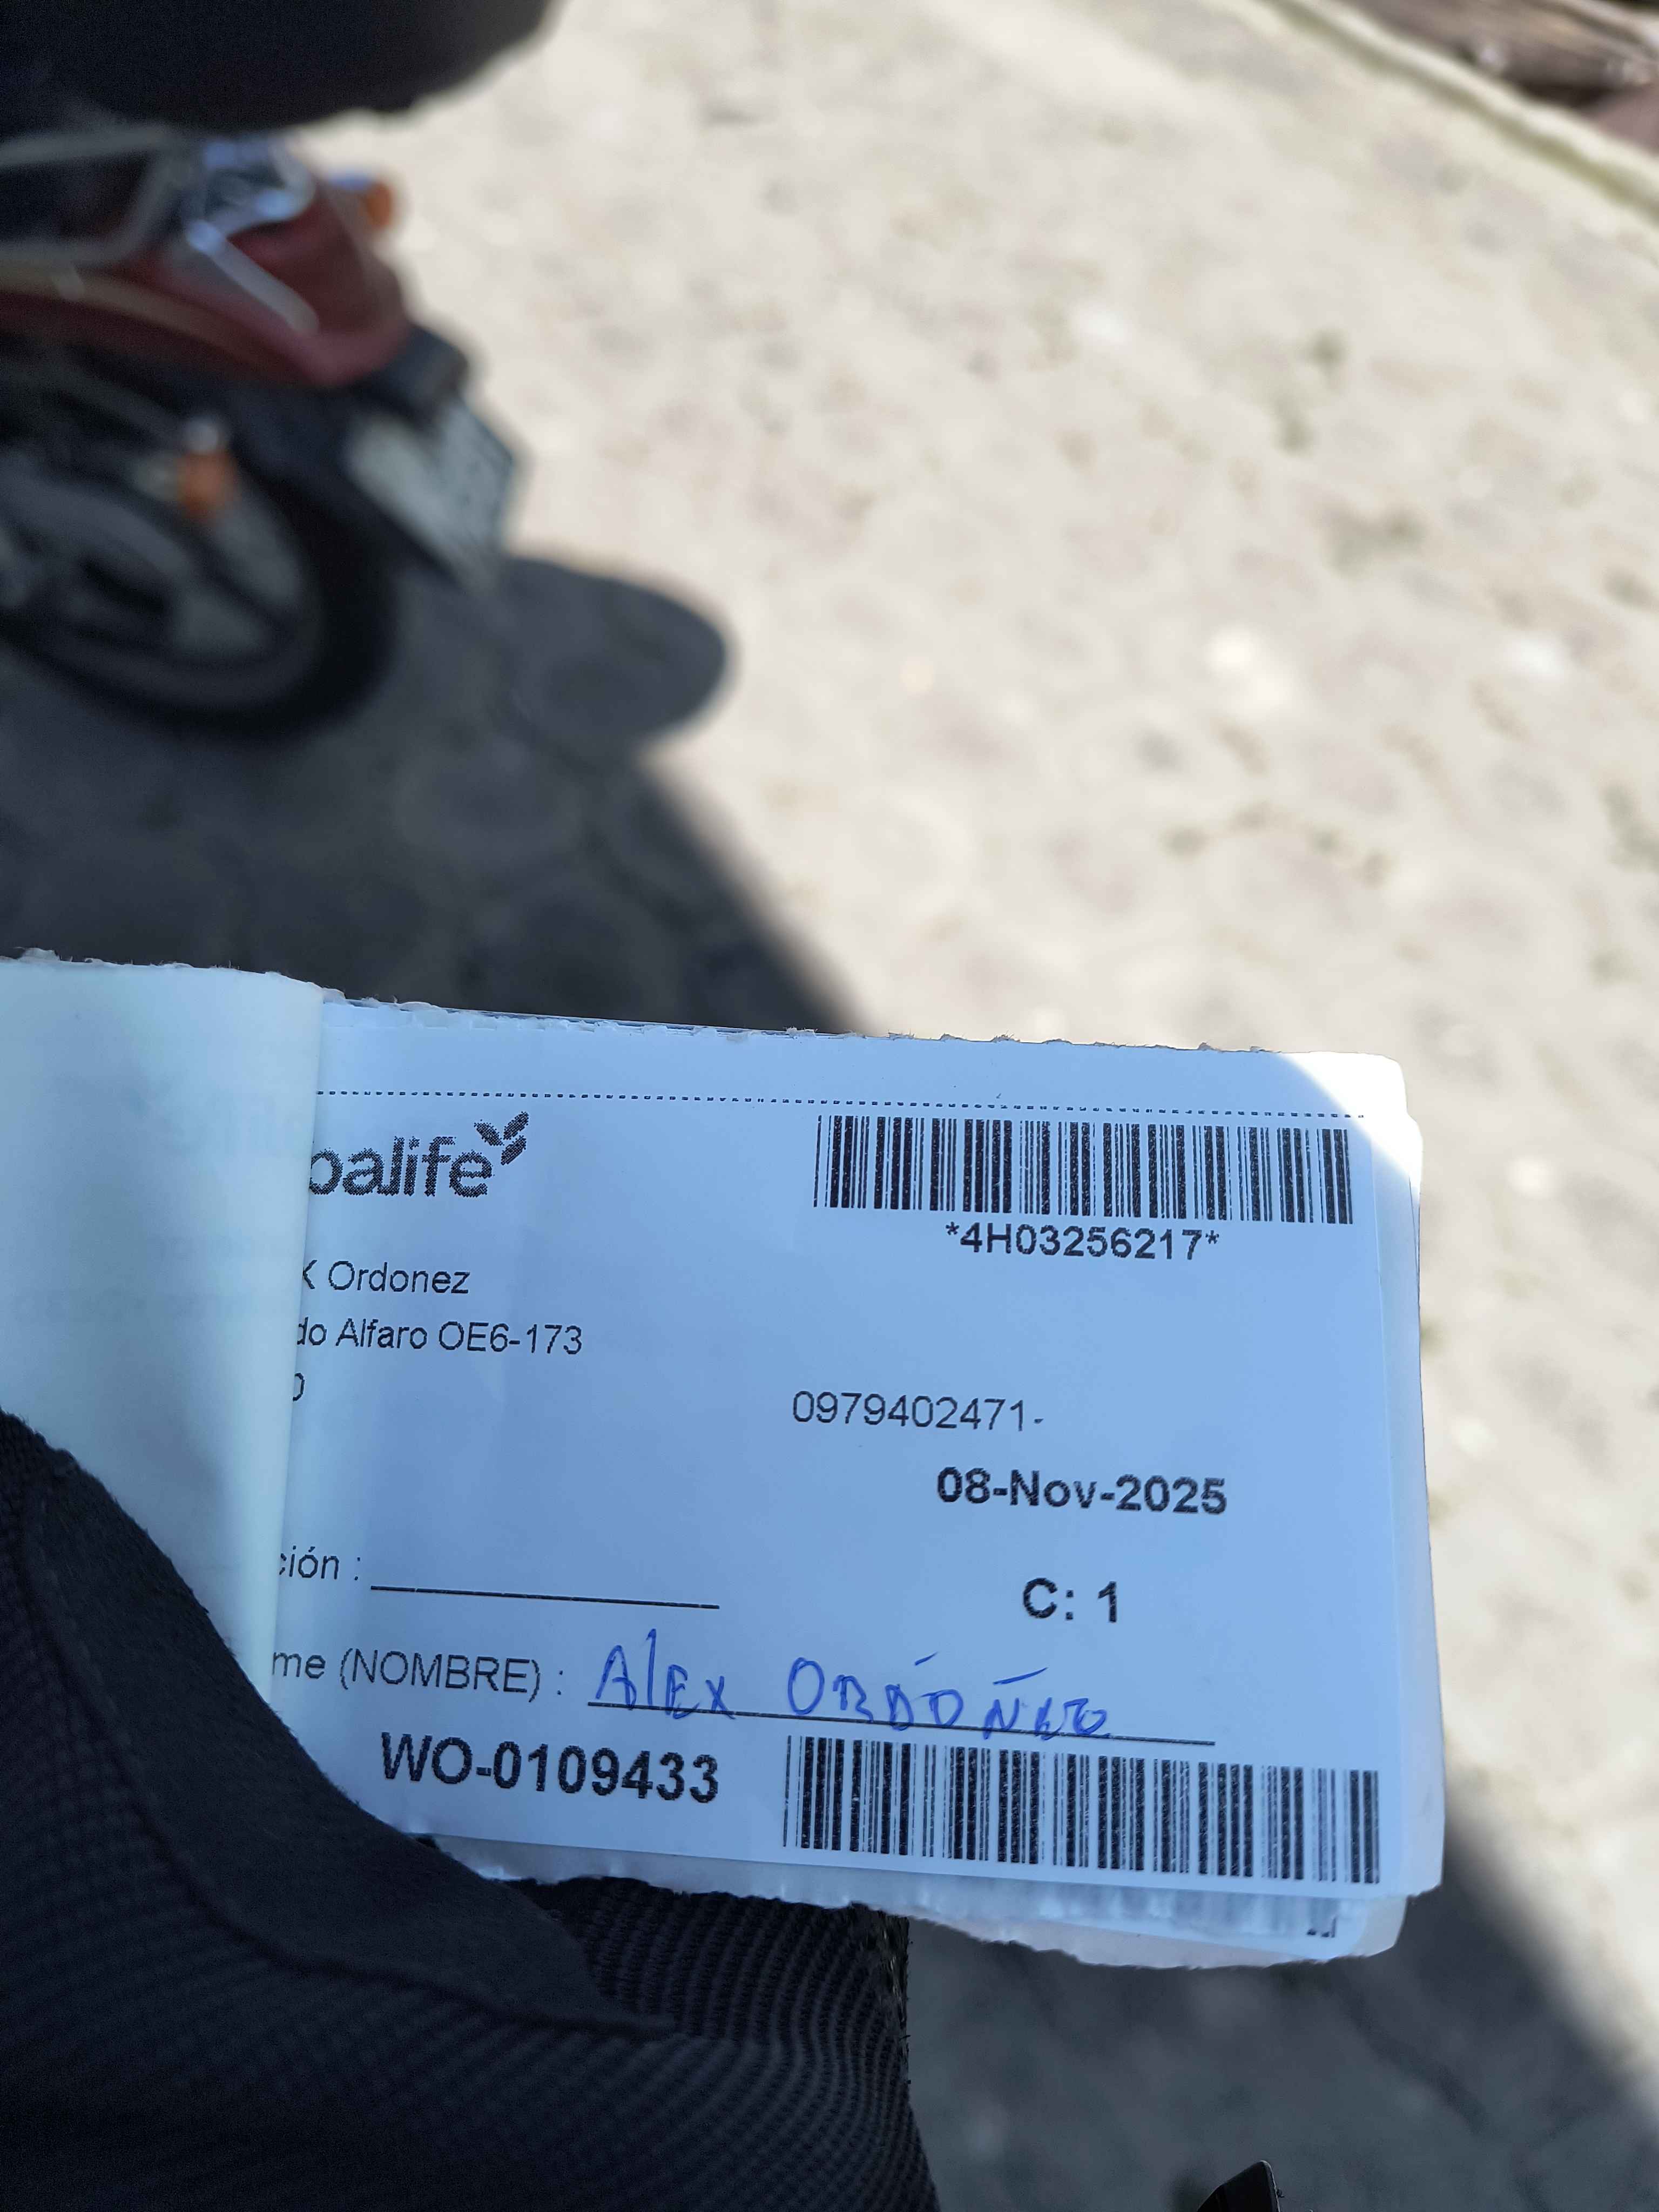 balife
*4H03256217*
X Ordonez
do Alfaro OE6-173
0979402471-
08-Nov-2025
ción :
C: 1
me (NOMBRE) : Alex ORDÓÑEZ
WO-0109433